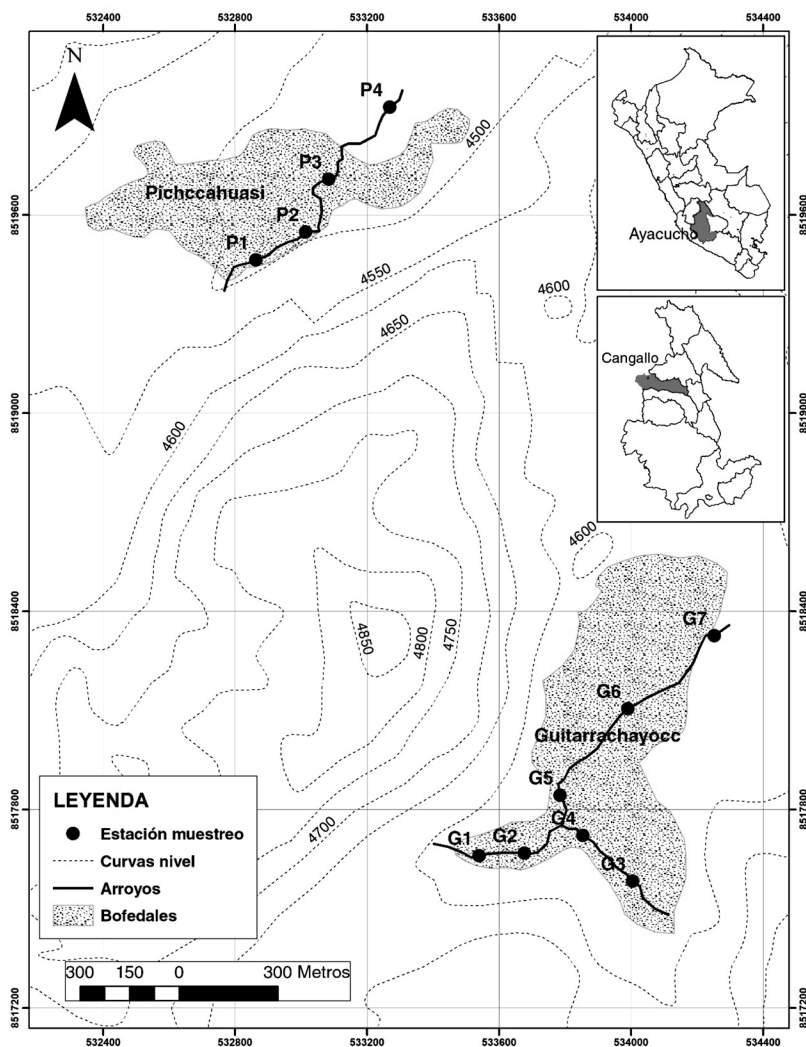 532400 532800 533200 533600 534000 534400
N
P4
4500
P3
Pichccahuasi
P2
P1
Ayacucho
8519600 8519600
4550
4600
4650
Cangallo
8519000 8519000
4600
4600
8518400 8518400
G7
4850
4800
4750
G6
Guitarrachayocc
G5
8517800 8517800
G4
G1
G2
G3
4700
LEYENDA
Estación muestreo
Curvas nivel
Arroyos
Bofedales
300 150 0 300 Metros
8517200 8517200
532400 532800 533200 533600 534000 534400